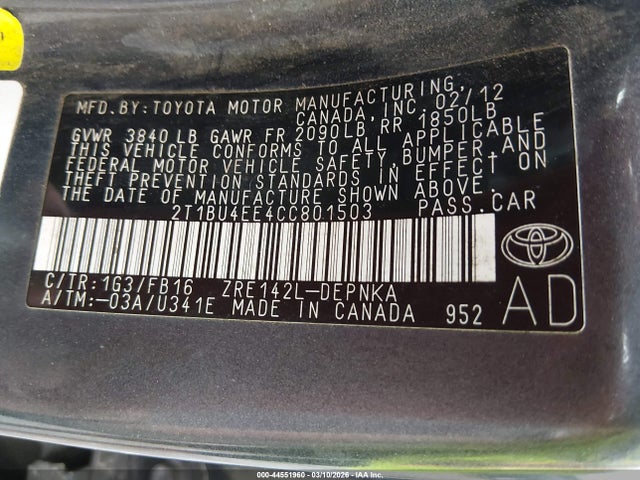 MFD. BY: TOYOTA MOTOR MANUFACTURING,
CANADA, INC. 02/12
GVWR 3840 LB GAWR FR 2090LB, RR 1850LB
THIS VEHICLE CONFORMS TO ALL APPLICABLE
FEDERAL MOTOR VEHICLE SAFETY, BUMPER, AND
THEFT PREVENTION STANDARDS IN EFFECT ON
THE DATE OF MANUFACTURE SHOWN ABOVE.
2T1BU4EE4CC801503 PASS. CAR
C/TR: 1G3/FB16 ZRE142L-DEPNKA
A/TM: -03A/U341E MADE IN CANADA 952
AD
000-44551960 - 03/10/2026 - IAA Inc.